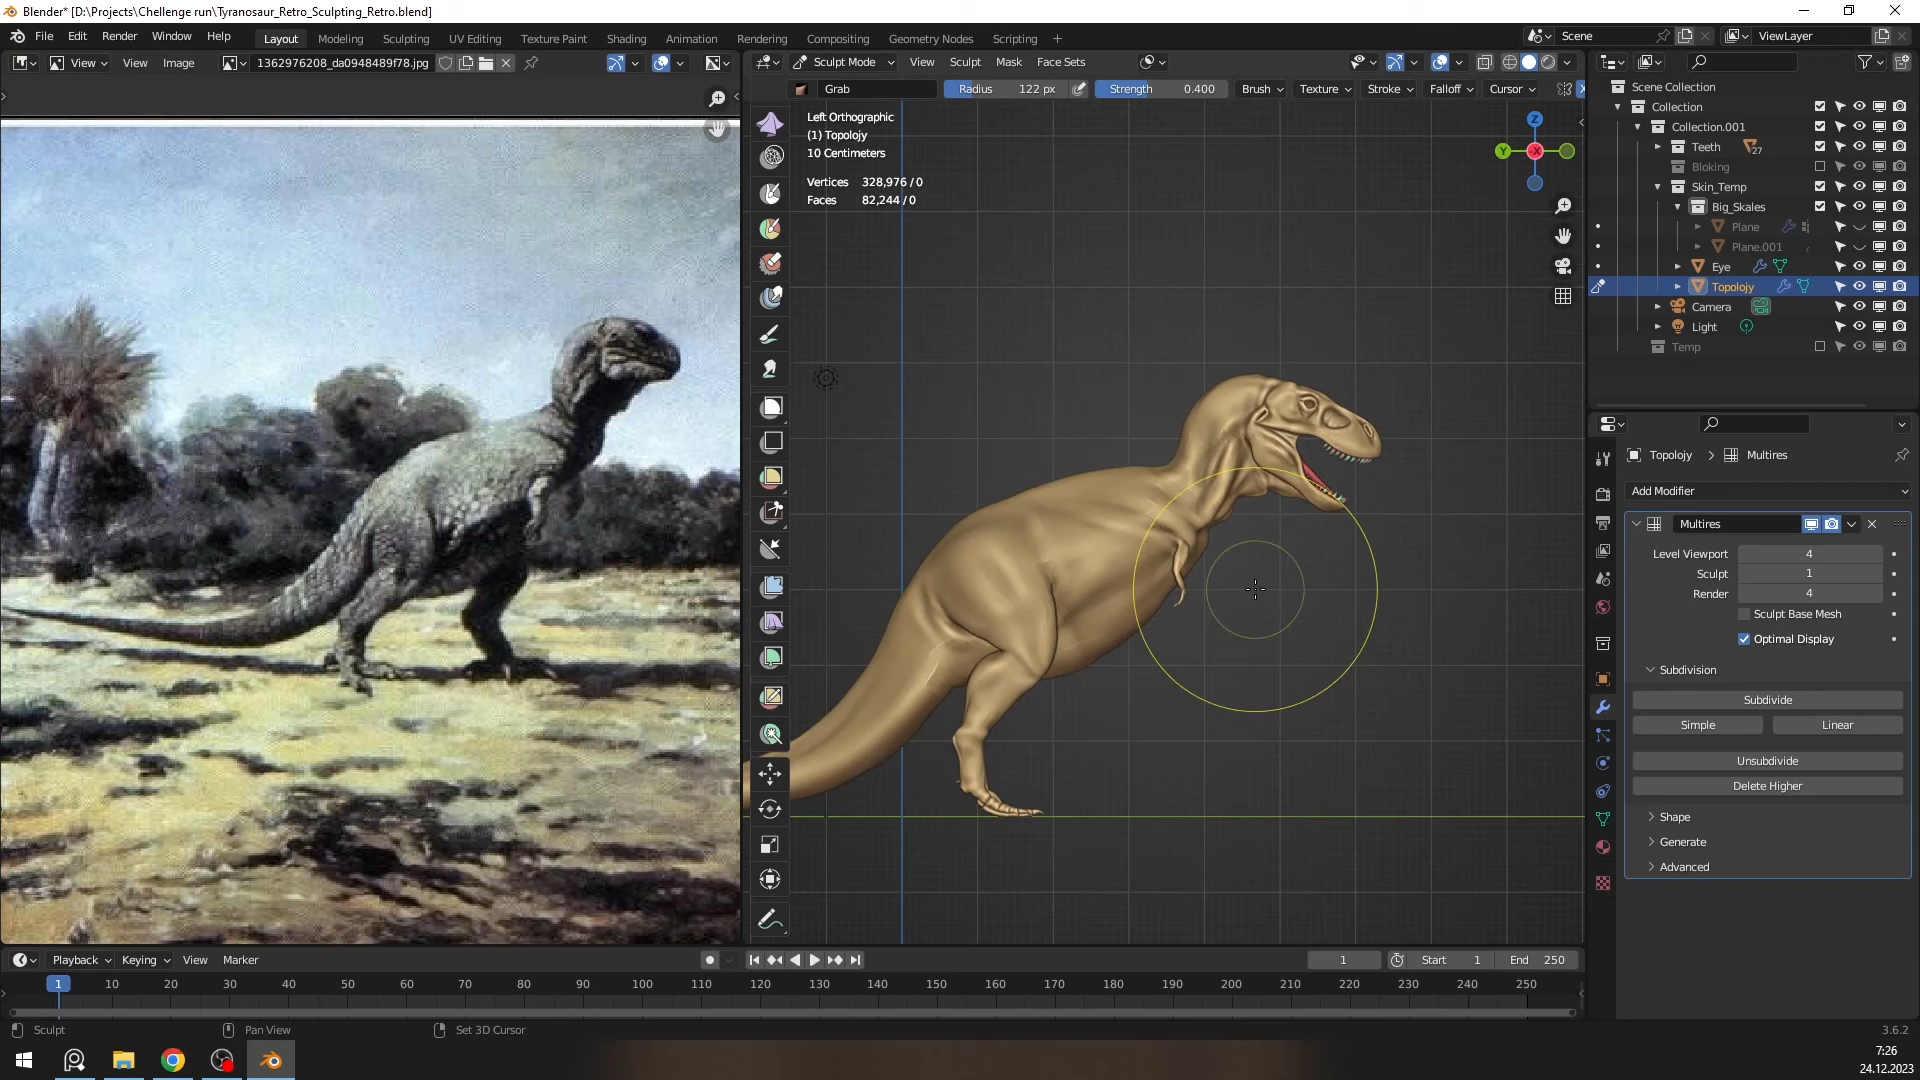 Blender* [D:\Projects\Chellenge run\Tyranosaur_Retro_Sculpting_Retro.blend]
File Edit Render Window Help Layout Modeling Sculpting UV Editing Texture Paint Shading Animation Rendering Compositing Geometry Nodes Scripting + Scene ViewLayer
View View Image 1362976208_da0948489f78.jpg Sculpt Mode View Sculpt Mask Face Sets
Grab Radius 122 px Strength 0.400 Brush Texture Stroke Falloff Cursor
Left Orthographic
(1) Topolojy
10 Centimeters
Vertices 328,976 / 0
Faces 82,244 / 0
Z
Y
X
Scene Collection
Collection
Collection.001
Teeth 27
Bloking
Skin_Temp
Big_Skales
Plane
Plane.001
Eye
Topolojy
Camera
Light
Temp
Topolojy > Multires
Add Modifier
Multires
Level Viewport 4
Sculpt 1
Render 4
Sculpt Base Mesh
Optimal Display
Subdivision
Subdivide
Simple Linear
Unsubdivide
Delete Higher
Shape
Generate
Advanced
Playback Keying View Marker 1 Start 1 End 250
1 10 20 30 40 50 60 70 80 90 100 110 120 130 140 150 160 170 180 190 200 210 220 230 240 250
Sculpt Pan View Set 3D Cursor 3.6.2
7:26
24.12.2023